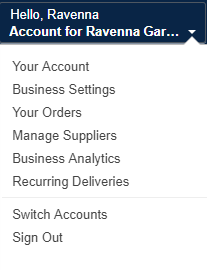 Hello, Ravenna
Account for Ravenna Gar...
Your Account
Business Settings
Your Orders
Manage Suppliers
Business Analytics
Recurring Deliveries
Switch Accounts
Sign Out